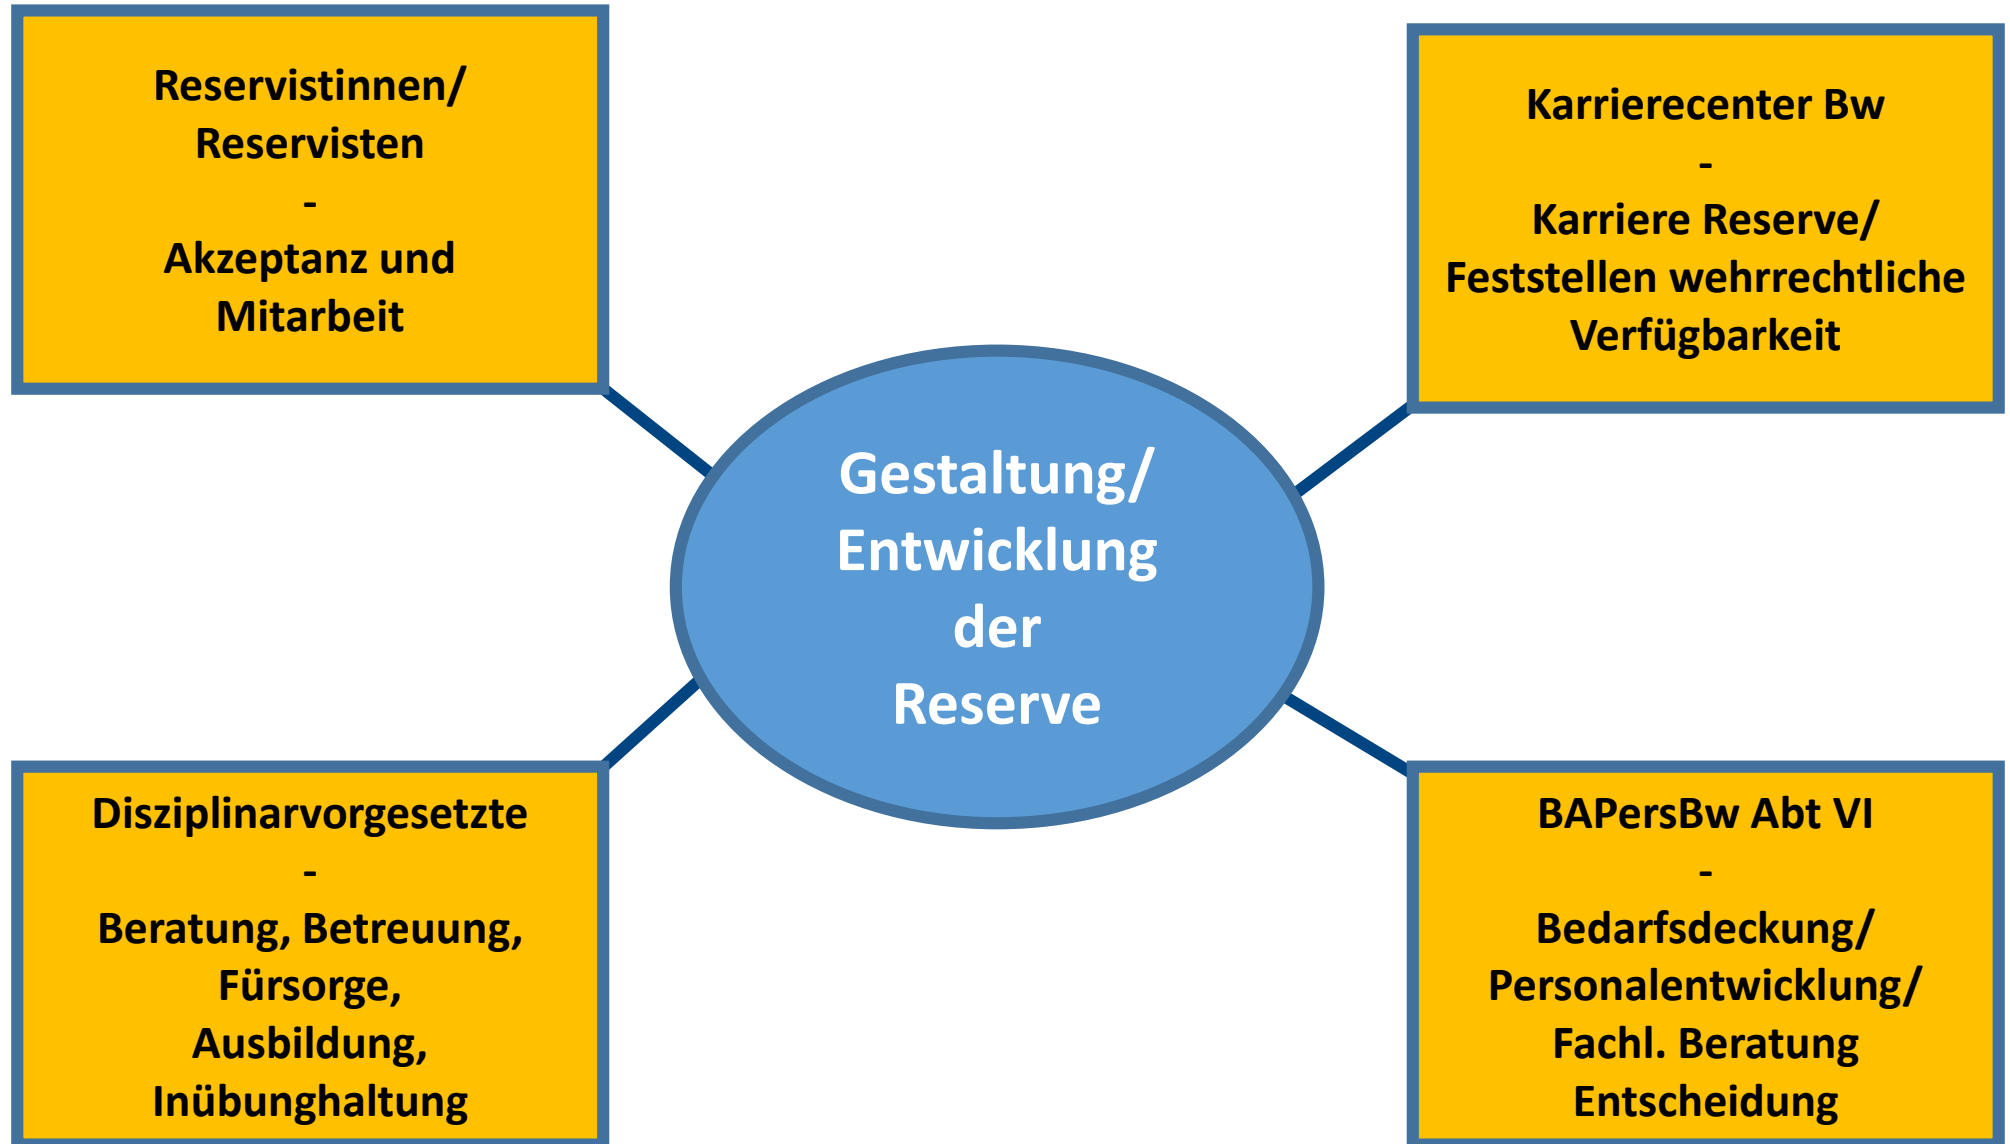 Reservistinnen/
Reservisten
-
Akzeptanz und
Mitarbeit
Karrierecenter Bw
-
Karriere Reserve/
Feststellen wehrrechtliche
Verfügbarkeit
Gestaltung/
Entwicklung
der
Reserve
Disziplinarvorgesetzte
-
Beratung, Betreuung,
Fürsorge,
Ausbildung,
Inübunghaltung
BAPersBw Abt VI
-
Bedarfsdeckung/
Personalentwicklung/
Fachl. Beratung
Entscheidung